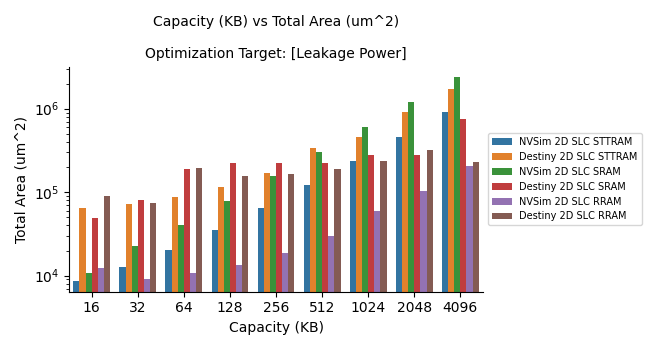 Capacity (KB) vs Total Area (um^2)
Optimization Target: [Leakage Power]
Total Area (um^2)
10^6
10^5
10^4
16 32 64 128 256 512 1024 2048 4096
Capacity (KB)
NVSim 2D SLC STTRAM
Destiny 2D SLC STTRAM
NVSim 2D SLC SRAM
Destiny 2D SLC SRAM
NVSim 2D SLC RRAM
Destiny 2D SLC RRAM